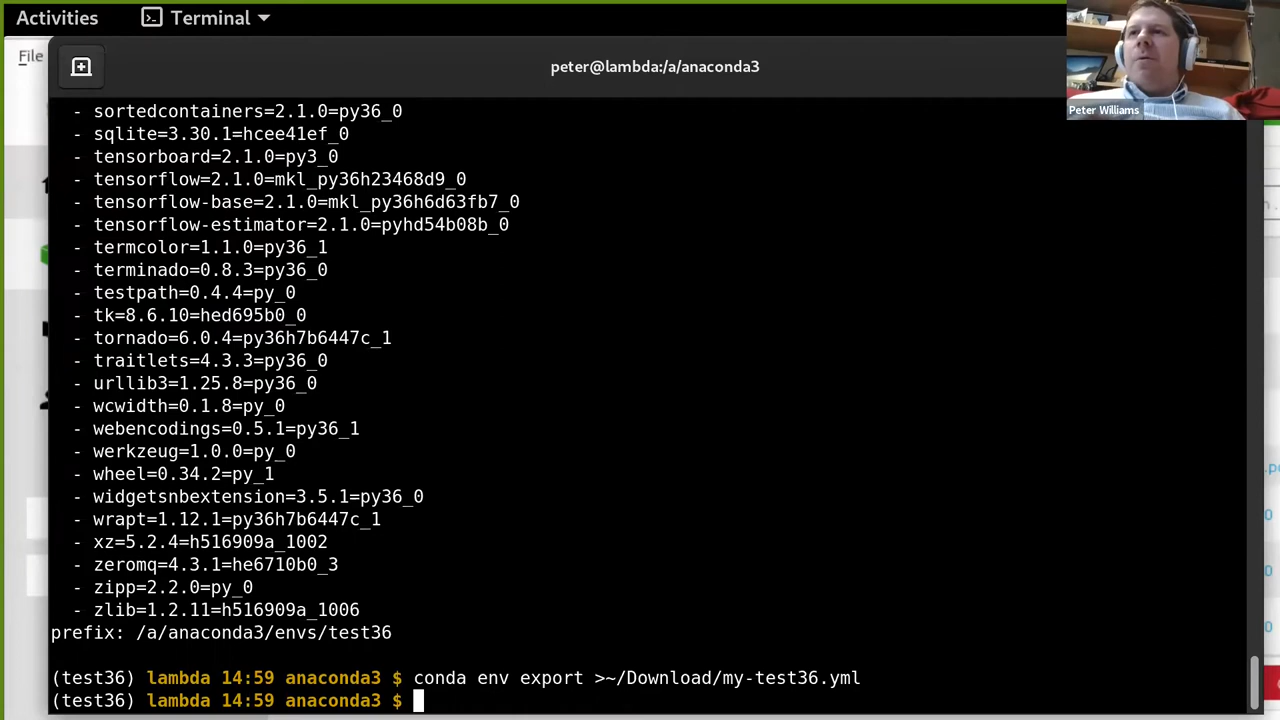 Activities
Terminal
File
peter@lambda:/a/anaconda3
Peter Williams
- sortedcontainers=2.1.0=py36_0
- sqlite=3.30.1=hcee41ef_0
- tensorboard=2.1.0=py3_0
- tensorflow=2.1.0=mkl_py36h23468d9_0
- tensorflow-base=2.1.0=mkl_py36h6d63fb7_0
- tensorflow-estimator=2.1.0=pyhd54b08b_0
- termcolor=1.1.0=py36_1
- terminado=0.8.3=py36_0
- testpath=0.4.4=py_0
- tk=8.6.10=hed695b0_0
- tornado=6.0.4=py36h7b6447c_1
- traitlets=4.3.3=py36_0
- urllib3=1.25.8=py36_0
- wcwidth=0.1.8=py_0
- webencodings=0.5.1=py36_1
- werkzeug=1.0.0=py_0
- wheel=0.34.2=py_1
- widgetsnbextension=3.5.1=py36_0
- wrapt=1.12.1=py36h7b6447c_1
- xz=5.2.4=h516909a_1002
- zeromq=4.3.1=he6710b0_3
- zipp=2.2.0=py_0
- zlib=1.2.11=h516909a_1006
prefix: /a/anaconda3/envs/test36
(test36) lambda 14:59 anaconda3 $ conda env export >~/Download/my-test36.yml
(test36) lambda 14:59 anaconda3 $